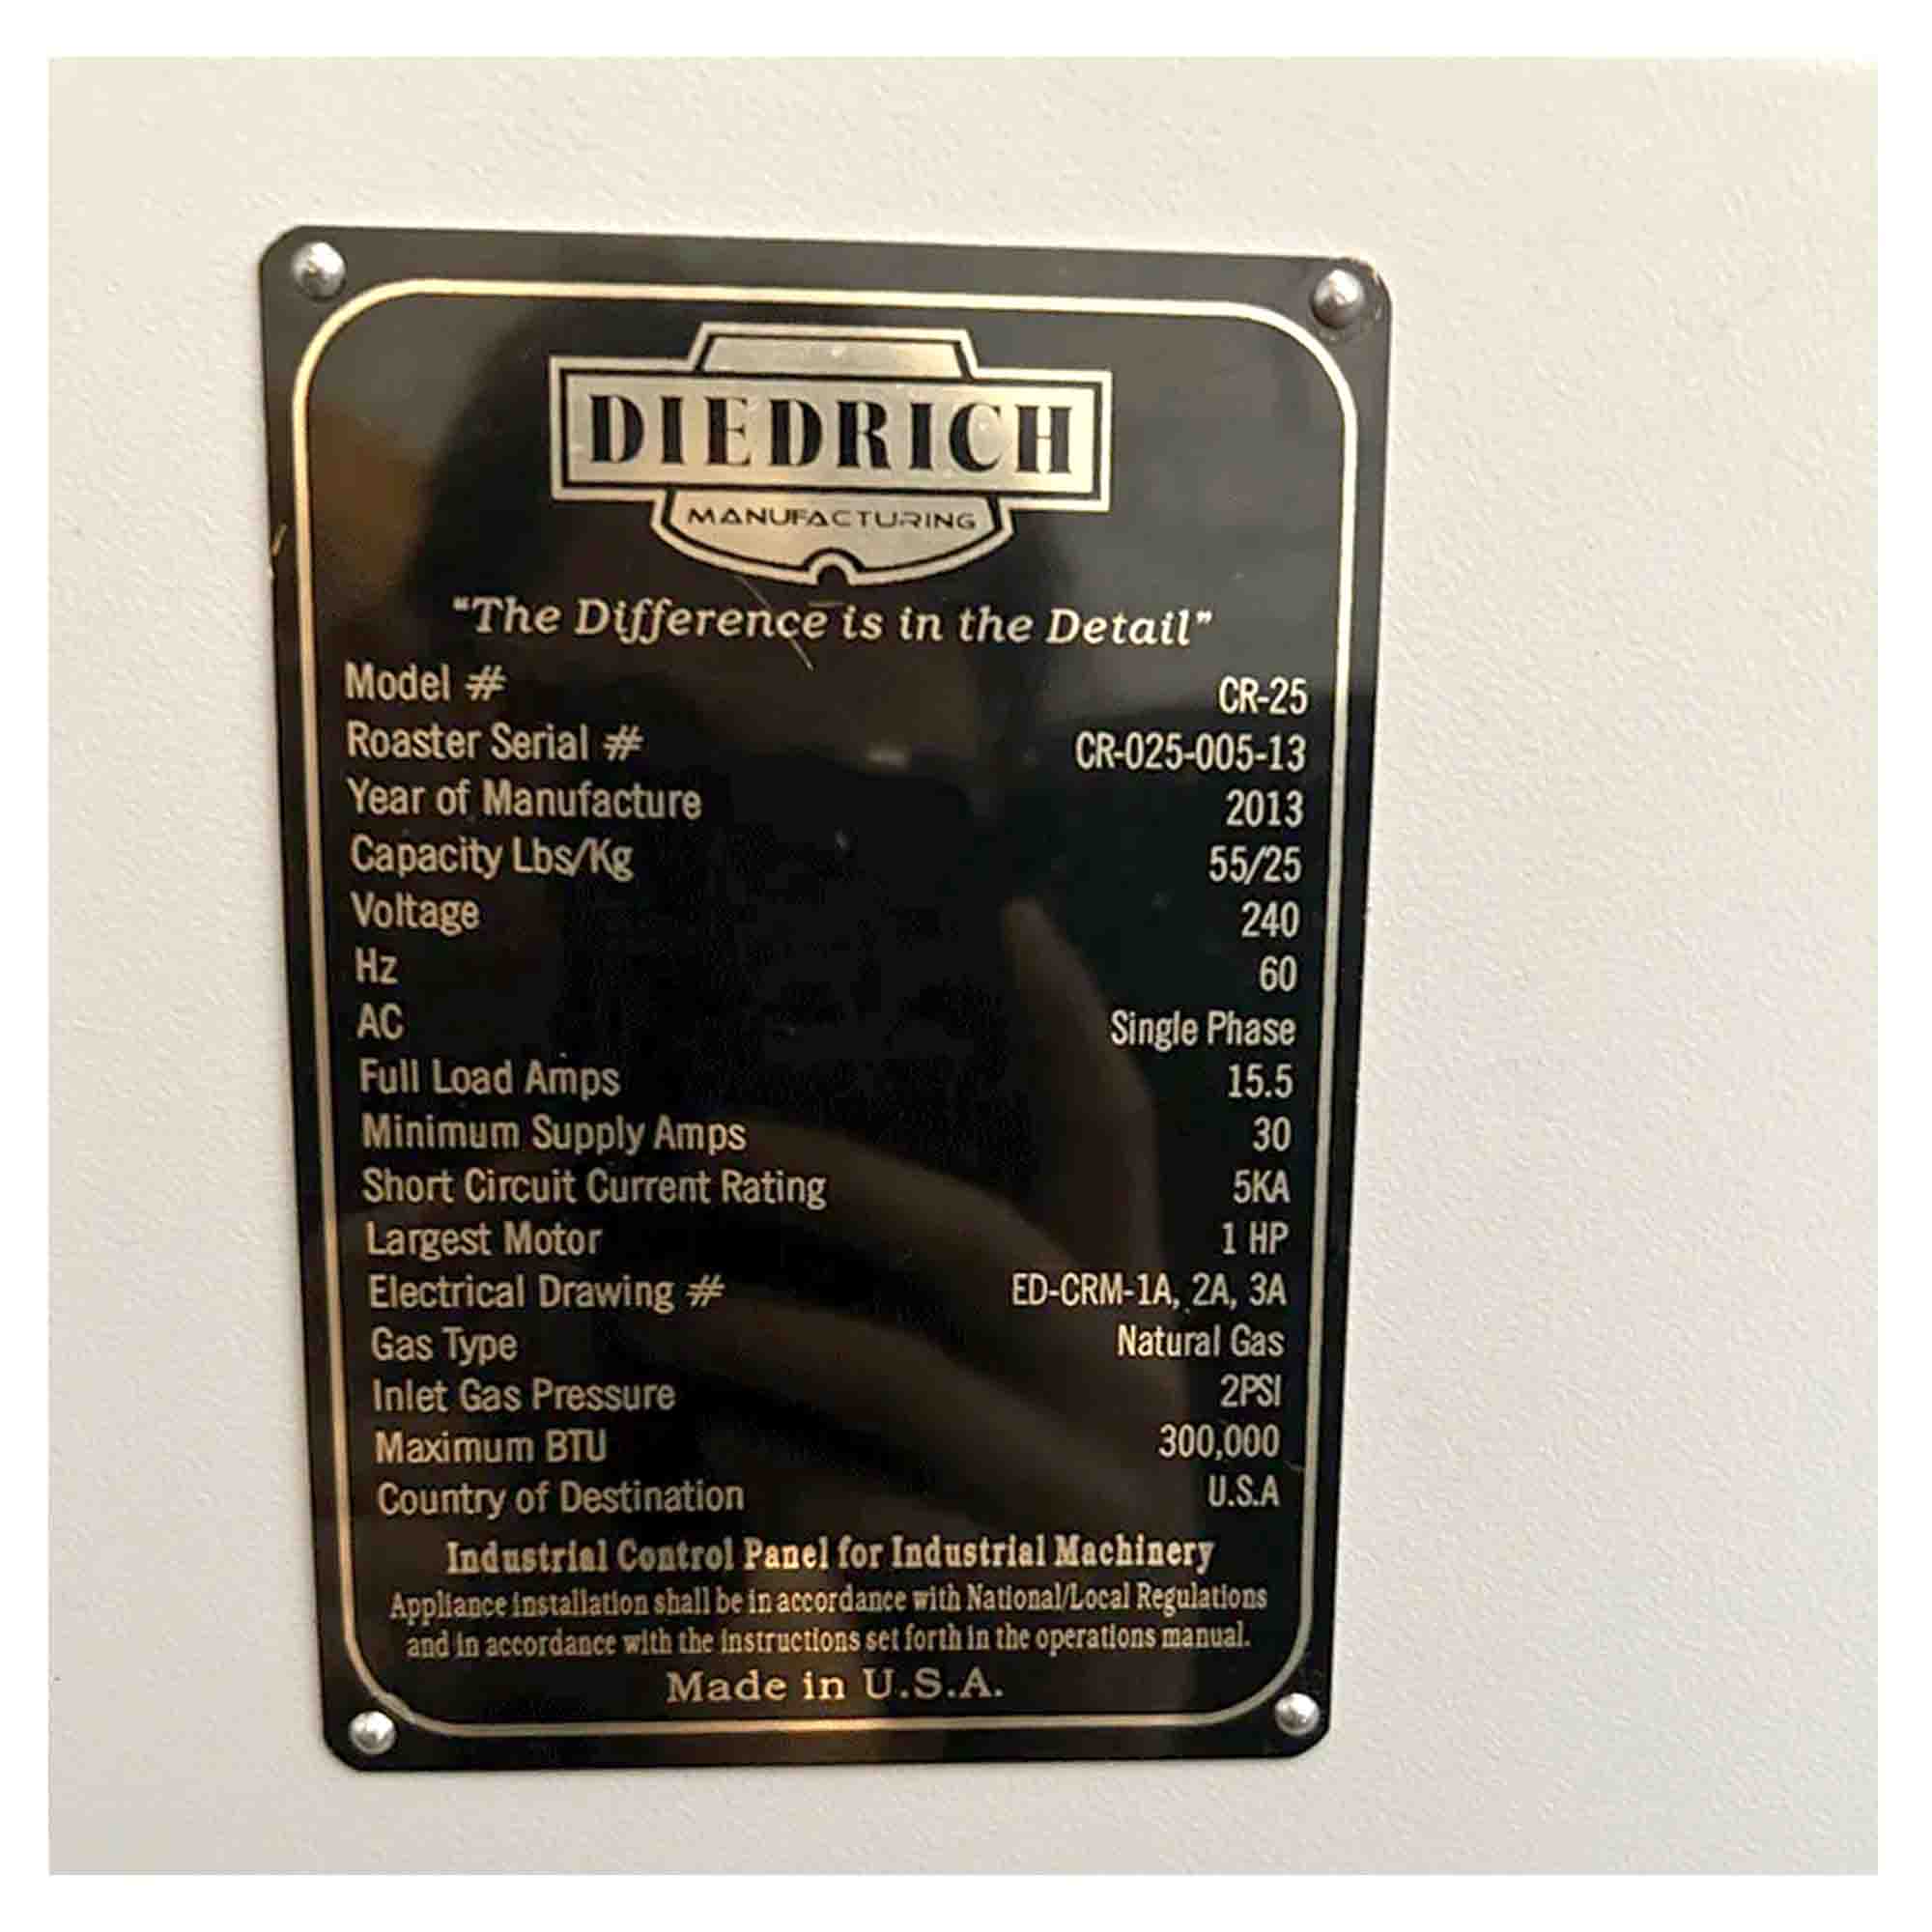 DIEDRICH
MANUFACTURING
"The Difference is in the Detail"
Model # CR-25
Roaster Serial # CR-025-005-13
Year of Manufacture 2013
Capacity Lbs/Kg 55/25
Voltage 240
Hz 60
AC Single Phase
Full Load Amps 15.5
Minimum Supply Amps 30
Short Circuit Current Rating 5KA
Largest Motor 1 HP
Electrical Drawing # ED-CRM-1A, 2A, 3A
Gas Type Natural Gas
Inlet Gas Pressure 2PSI
Maximum BTU 300,000
Country of Destination U.S.A
Industrial Control Panel for Industrial Machinery
Appliance installation shall be in accordance with National/Local Regulations
and in accordance with the instructions set forth in the operations manual.
Made in U.S.A.